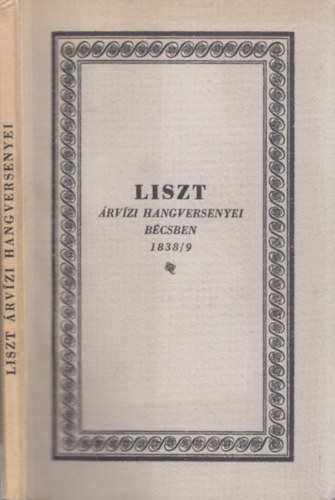 LISZT ÁRVÍZI HANGVERSENYEI
LISZT
ÁRVÍZI HANGVERSENYEI
BÉCSBEN
1838/9